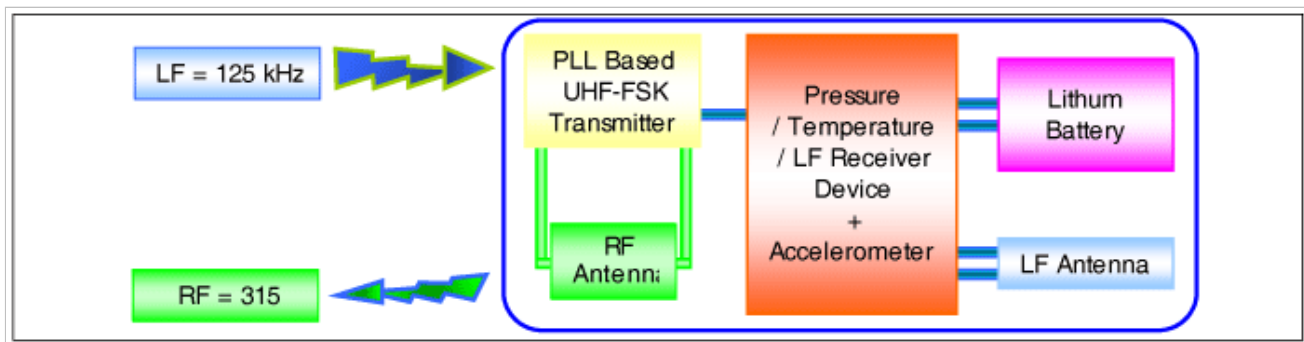 LF = 125 kHz
RF = 315
PLL Based
UHF-FSK
Transmitter
RF
Antenna
Pressure
/ Temperature
/ LF Receiver
Device
+
Accelerometer
Lithum
Battery
LF Antenna